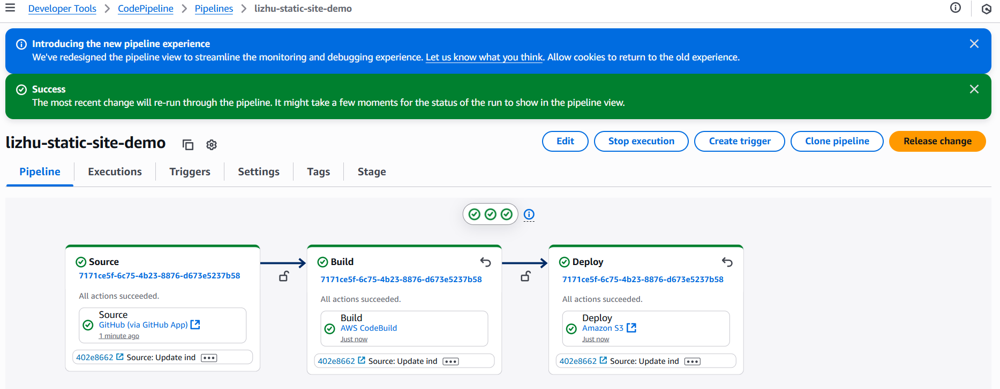 Developer Tools > CodePipeline > Pipelines > lizhu-static-site-demo
Introducing the new pipeline experience
We've redesigned the pipeline view to streamline the monitoring and debugging experience. Let us know what you think. Allow cookies to return to the old experience.
Success
The most recent change will re-run through the pipeline. It might take a few moments for the status of the run to show in the pipeline view.
lizhu-static-site-demo
Edit
Stop execution
Create trigger
Clone pipeline
Release change
Pipeline
Executions
Triggers
Settings
Tags
Stage
Source
7171ce5f-6c75-4b23-8876-d673e5237b58
All actions succeeded.
Source
GitHub (via GitHub App)
1 minute ago
402e8662 Source: Update ind
Build
7171ce5f-6c75-4b23-8876-d673e5237b58
All actions succeeded.
Build
AWS CodeBuild
Just now
402e8662 Source: Update ind
Deploy
7171ce5f-6c75-4b23-8876-d673e5237b58
All actions succeeded.
Deploy
Amazon S3
Just now
402e8662 Source: Update ind